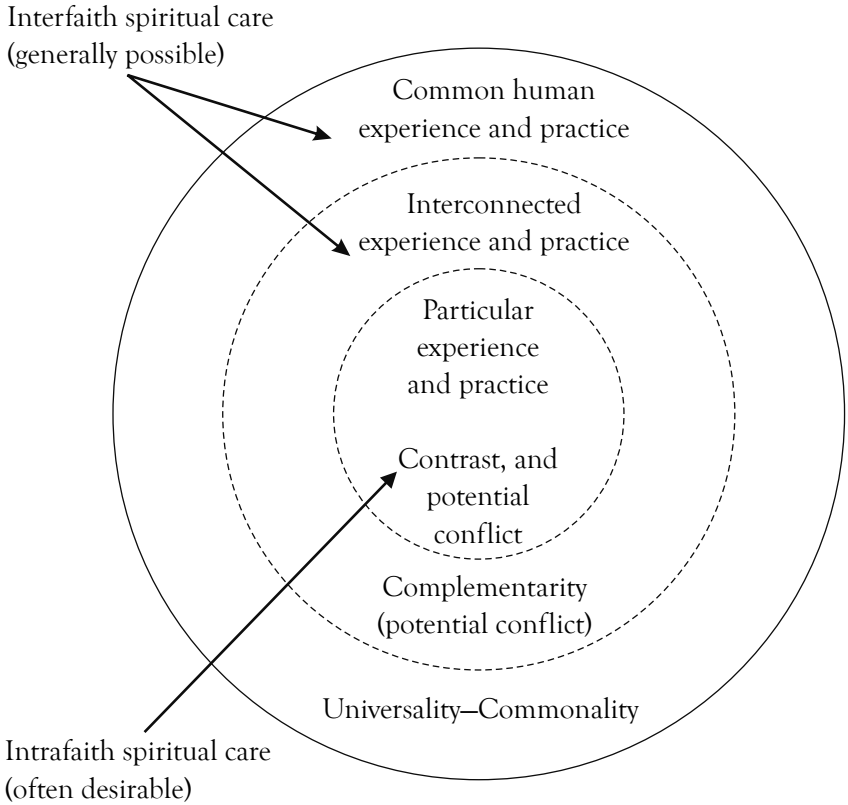 Interfaith spiritual care
(generally possible)
Common human
experience and practice
Interconnected
experience and practice
Particular
experience
and practice
Contrast, and
potential
conflict
Complementarity
(potential conflict)
Universality–Commonality
Intrafaith spiritual care
(often desirable)